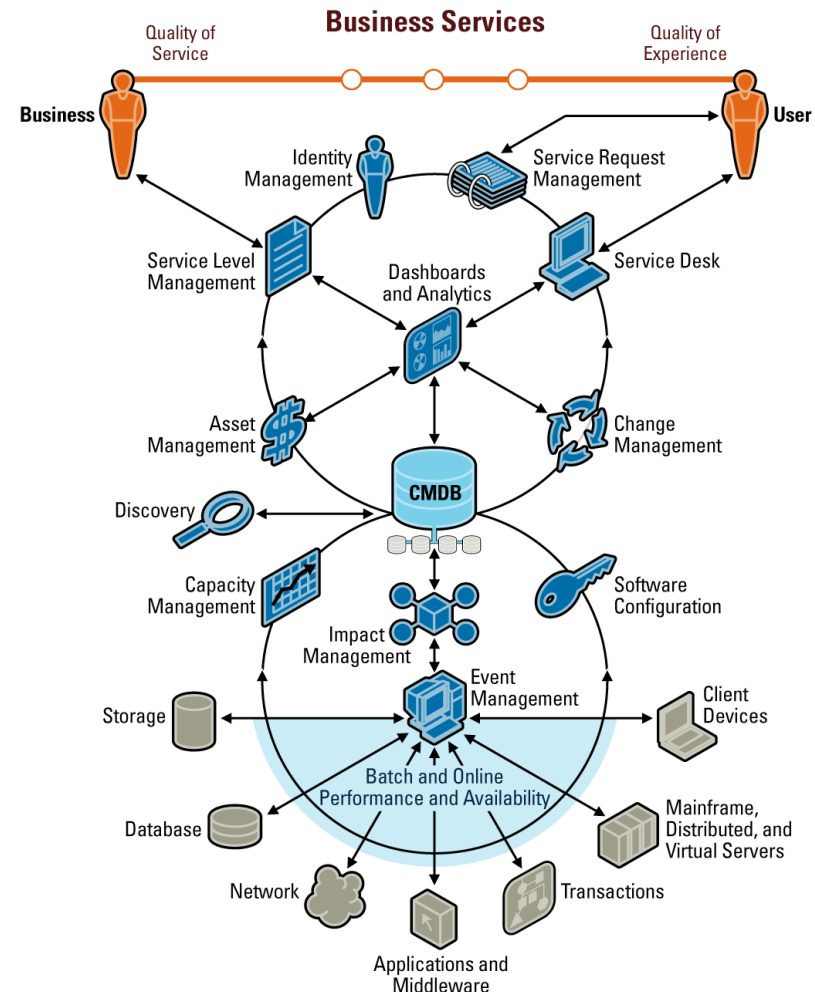 Business Services
Quality of
Service
Quality of
Experience
Business
User
Identity
Management
Service Request
Management
Service Level
Management
Dashboards
and Analytics
Service Desk
Asset
Management
Change
Management
CMDB
Discovery
Capacity
Management
Software
Configuration
Impact
Management
Event
Management
Storage
Client
Devices
Batch and Online
Performance and Availability
Database
Mainframe,
Distributed, and
Virtual Servers
Network
Transactions
Applications and
Middleware